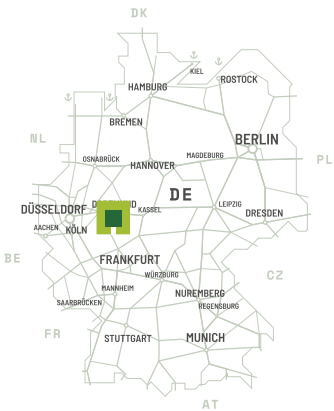 DK
KIEL
ROSTOCK
HAMBURG
BREMEN
NL
BERLIN
OSNABRÜCK
MAGDEBURG
PL
HANNOVER
DE
DÜSSELDORF
KASSEL
LEIPZIG
DRESDEN
AACHEN
KÖLN
BE
FRANKFURT
WÜRZBURG
CZ
MANNHEIM
NUREMBERG
SAARBRÜCKEN
REGENSBURG
FR
STUTTGART
MUNICH
AT